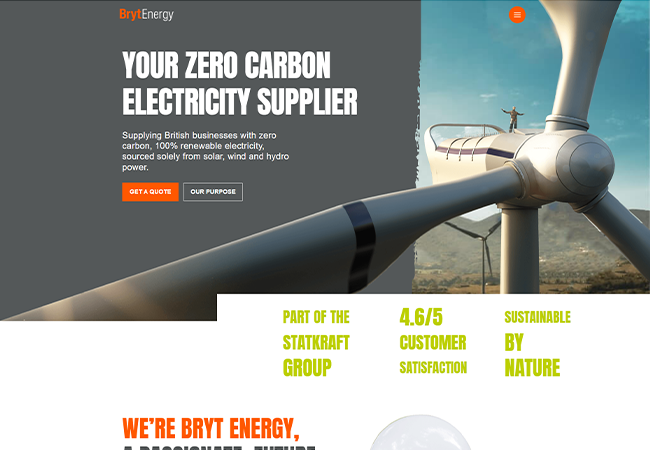 BrytEnergy
YOUR ZERO CARBON
ELECTRICITY SUPPLIER
Supplying British businesses with zero
carbon, 100% renewable electricity,
sourced solely from solar, wind and hydro
power.
GET A QUOTE
OUR PURPOSE
PART OF THE
STATKRAFT
GROUP
4.6/5
CUSTOMER
SATISFACTION
SUSTAINABLE
BY
NATURE
WE'RE BRYT ENERGY,
A PASSIONATE, FUTURE